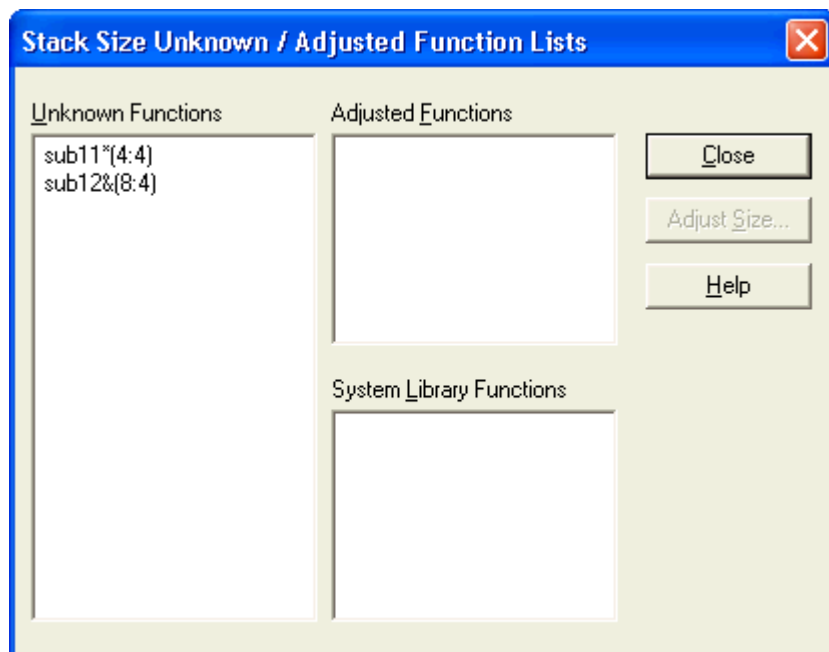 Stack Size Unknown / Adjusted Function Lists
Unknown Functions
sub11*(4:4)
sub12&(8:4)
Adjusted Functions
System Library Functions
Close
Adjust Size...
Help